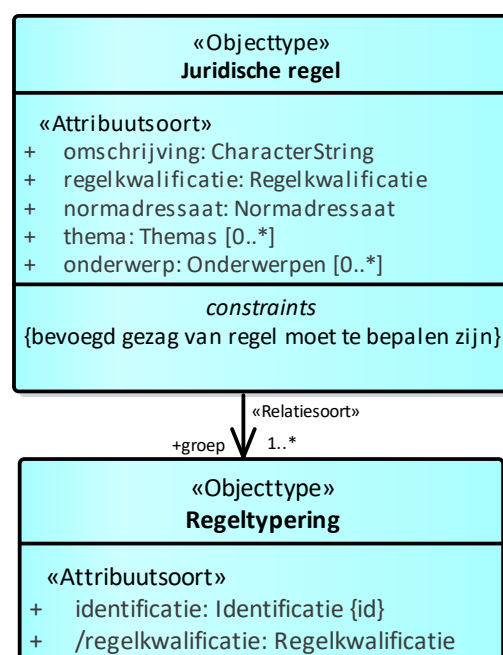 «Objecttype»
Juridische regel
«Attribuutsoort»
+ omschrijving: CharacterString
+ regelkwalificatie: Regelkwalificatie
+ normadressaat: Normadressaat
+ thema: Themas [0..*]
+ onderwerp: Onderwerpen [0..*]
constraints
{bevoegd gezag van regel moet te bepalen zijn}
«Relatiesoort»
+groep 1..*
«Objecttype»
Regeltypering
«Attribuutsoort»
+ identificatie: Identificatie {id}
+ /regelkwalificatie: Regelkwalificatie